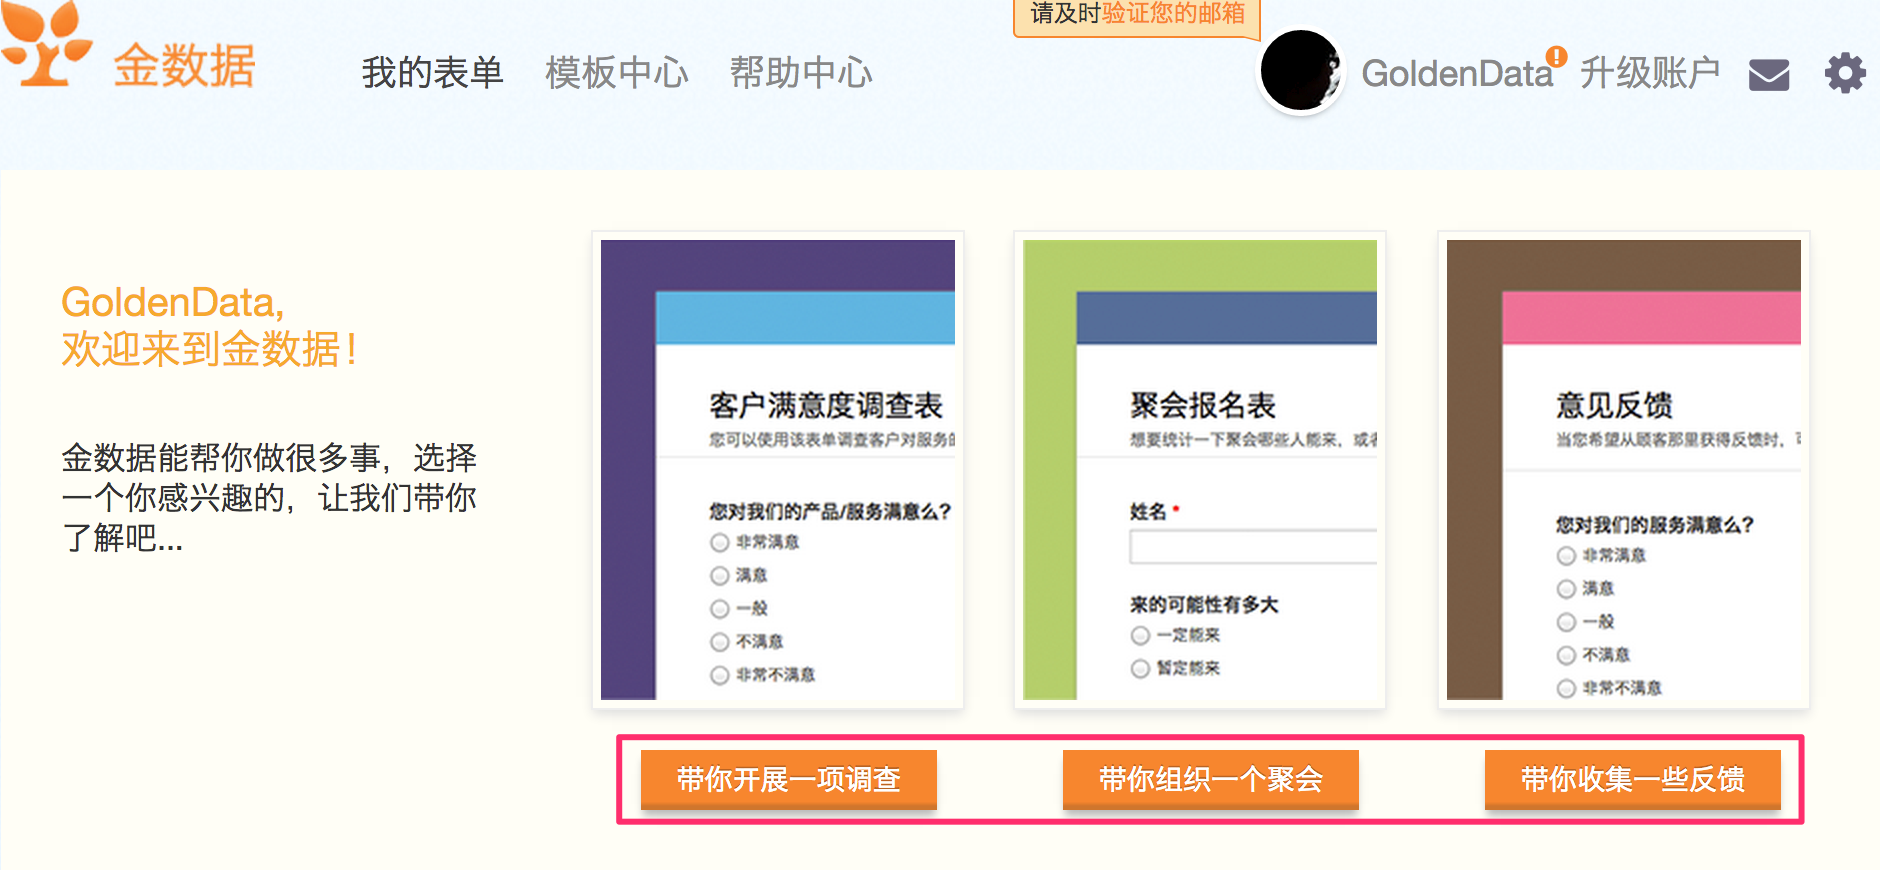 请及时验证您的邮箱
金数据
我的表单 模板中心 帮助中心
GoldenData
升级账户
GoldenData,
欢迎来到金数据！
金数据能帮你做很多事，选择
一个你感兴趣的，让我们带你
了解吧...
客户满意度调查表
您可以使用该表单调查客户对服务的
您对我们的产品/服务满意么？
非常满意
满意
一般
不满意
非常不满意
带你开展一项调查
聚会报名表
想要统计一下聚会哪些人能来，或者
姓名 *
来的可能性有多大
一定能来
暂定能来
带你组织一个聚会
意见反馈
当您希望从顾客那里获得反馈时，可
您对我们的服务满意么？
非常满意
满意
一般
不满意
非常不满意
带你收集一些反馈